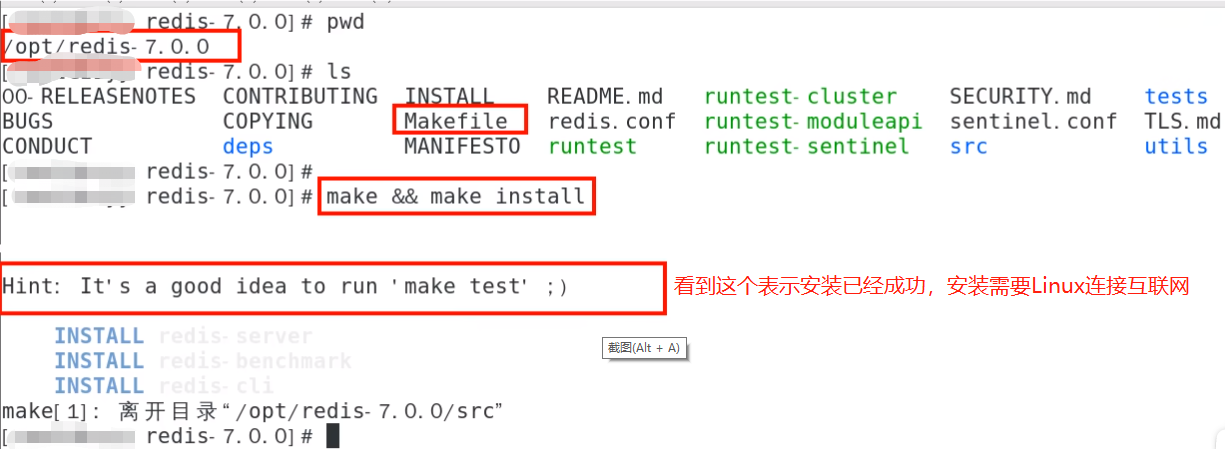 [ redis-7.0.0]# pwd
/opt/redis-7.0.0
[ redis-7.0.0]# ls
00-RELEASENOTES CONTRIBUTING INSTALL README.md runtest-cluster SECURITY.md tests
BUGS COPYING Makefile redis.conf runtest-moduleapi sentinel.conf TLS.md
CONDUCT deps MANIFESTO runtest runtest-sentinel src utils
[ redis-7.0.0]#
[ redis-7.0.0]# make && make install
Hint: It's a good idea to run 'make test' ;)
看到这个表示安装已经成功，安装需要Linux连接互联网
INSTALL redis-server
截图(Alt + A)
INSTALL redis-benchmark
INSTALL redis-cli
make[1]: 离开目录“/opt/redis-7.0.0/src”
[ redis-7.0.0]#